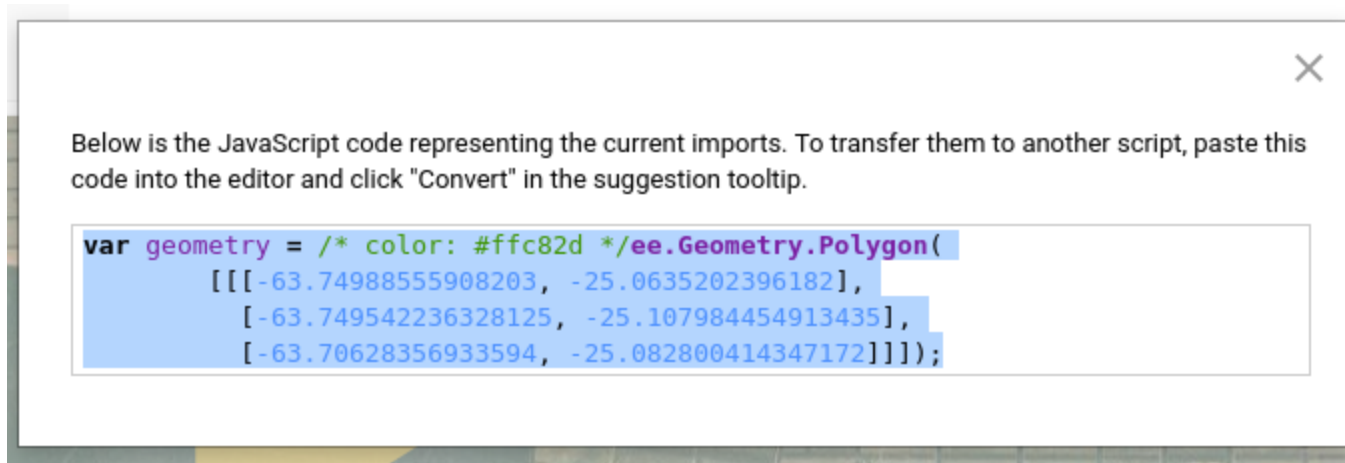 Below is the JavaScript code representing the current imports. To transfer them to another script, paste this
code into the editor and click "Convert" in the suggestion tooltip.
var geometry = /* color: #ffc82d */ee.Geometry.Polygon(
[[[-63.74988555908203, -25.0635202396182],
[-63.749542236328125, -25.107984454913435],
[-63.70628356933594, -25.082800414347172]]]);